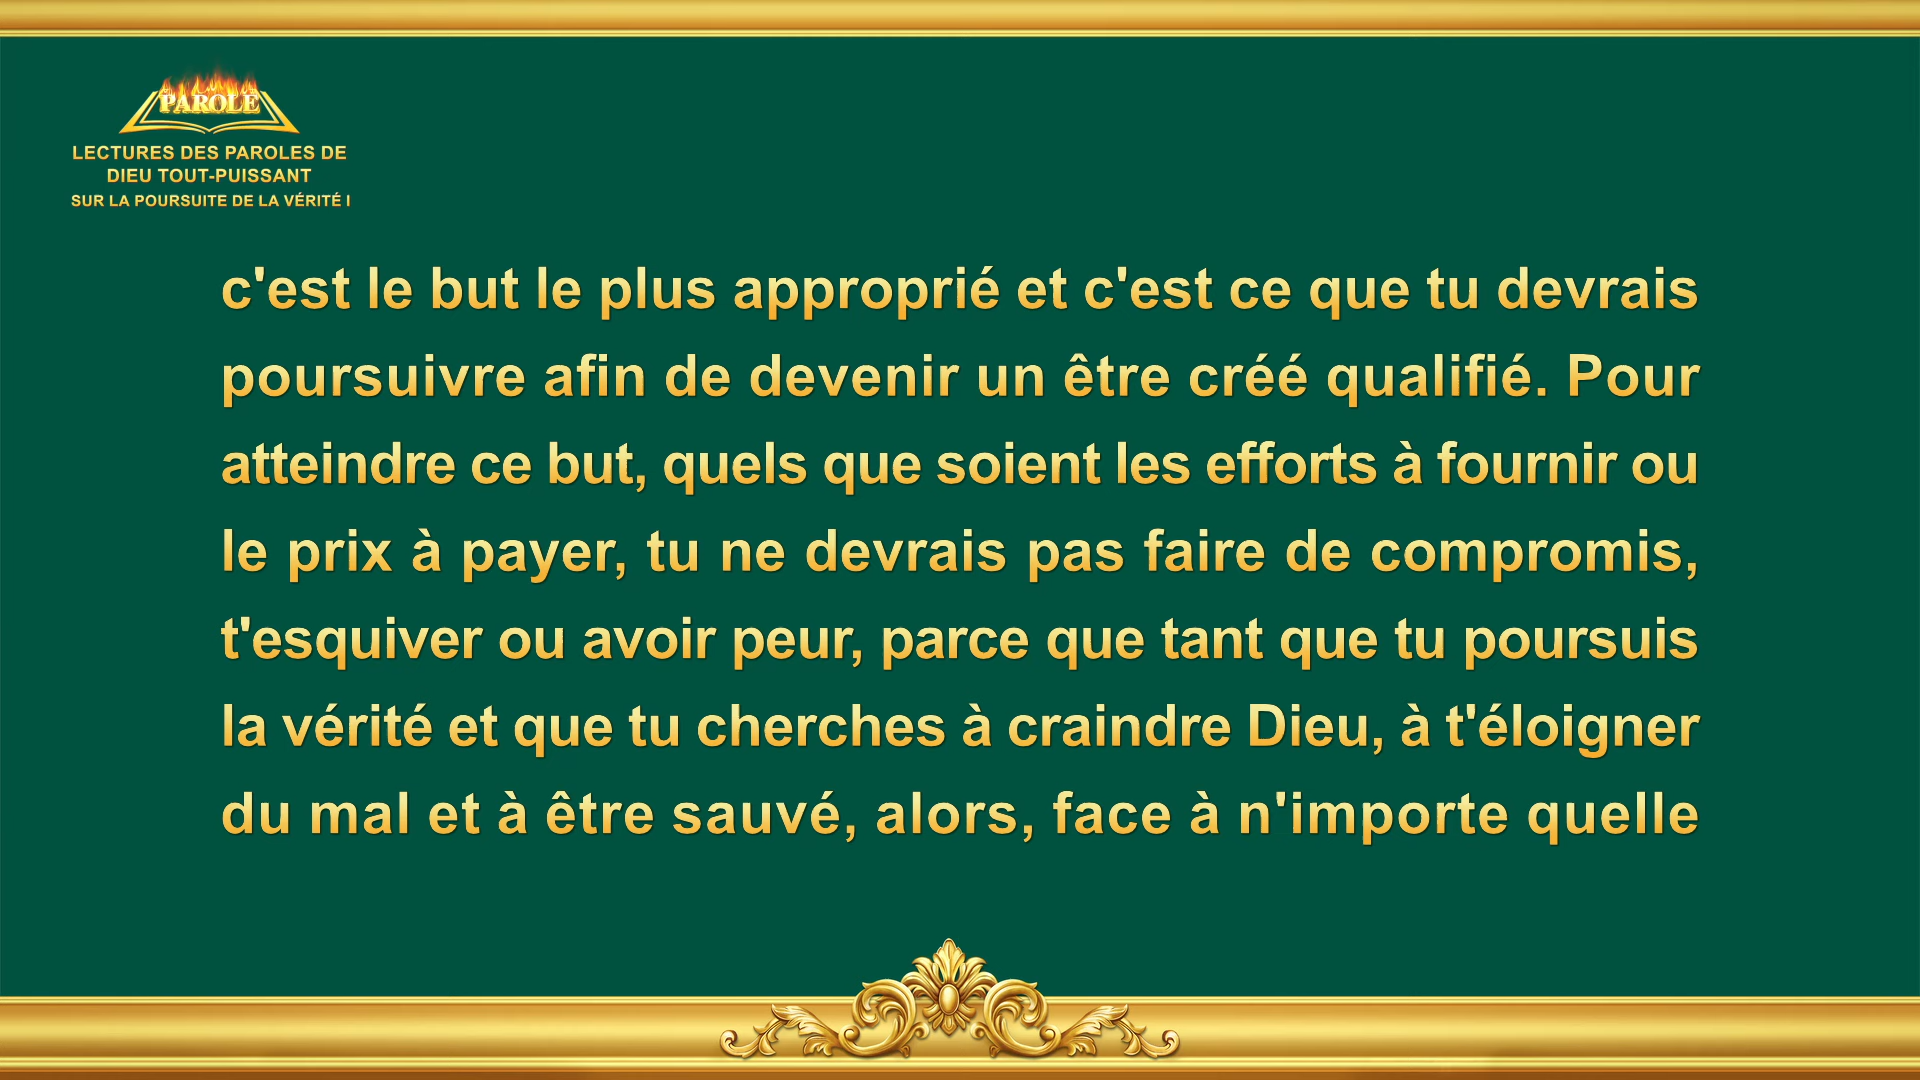 PAROLE
LECTURES DES PAROLES DE
DIEU TOUT-PUISSANT
SUR LA POURSUITE DE LA VÉRITÉ I
c'est le but le plus approprié et c'est ce que tu devrais
poursuivre afin de devenir un être créé qualifié. Pour
atteindre ce but, quels que soient les efforts à fournir ou
le prix à payer, tu ne devrais pas faire de compromis,
t'esquiver ou avoir peur, parce que tant que tu poursuis
la vérité et que tu cherches à craindre Dieu, à t'éloigner
du mal et à être sauvé, alors, face à n'importe quelle